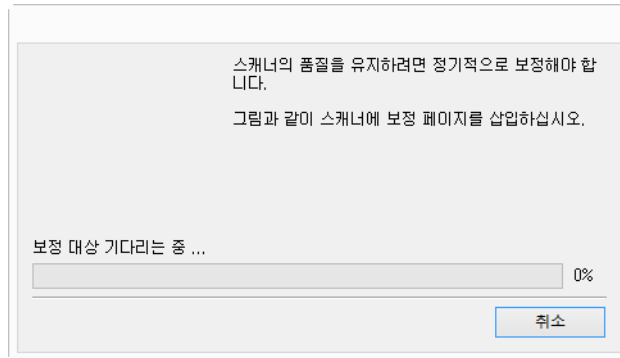 스캐너의 품질을 유지하려면 정기적으로 보정해야 합
니다.
그림과 같이 스캐너에 보정 페이지를 삽입하십시오.
보정 대상 기다리는 중 ...
0%
취소